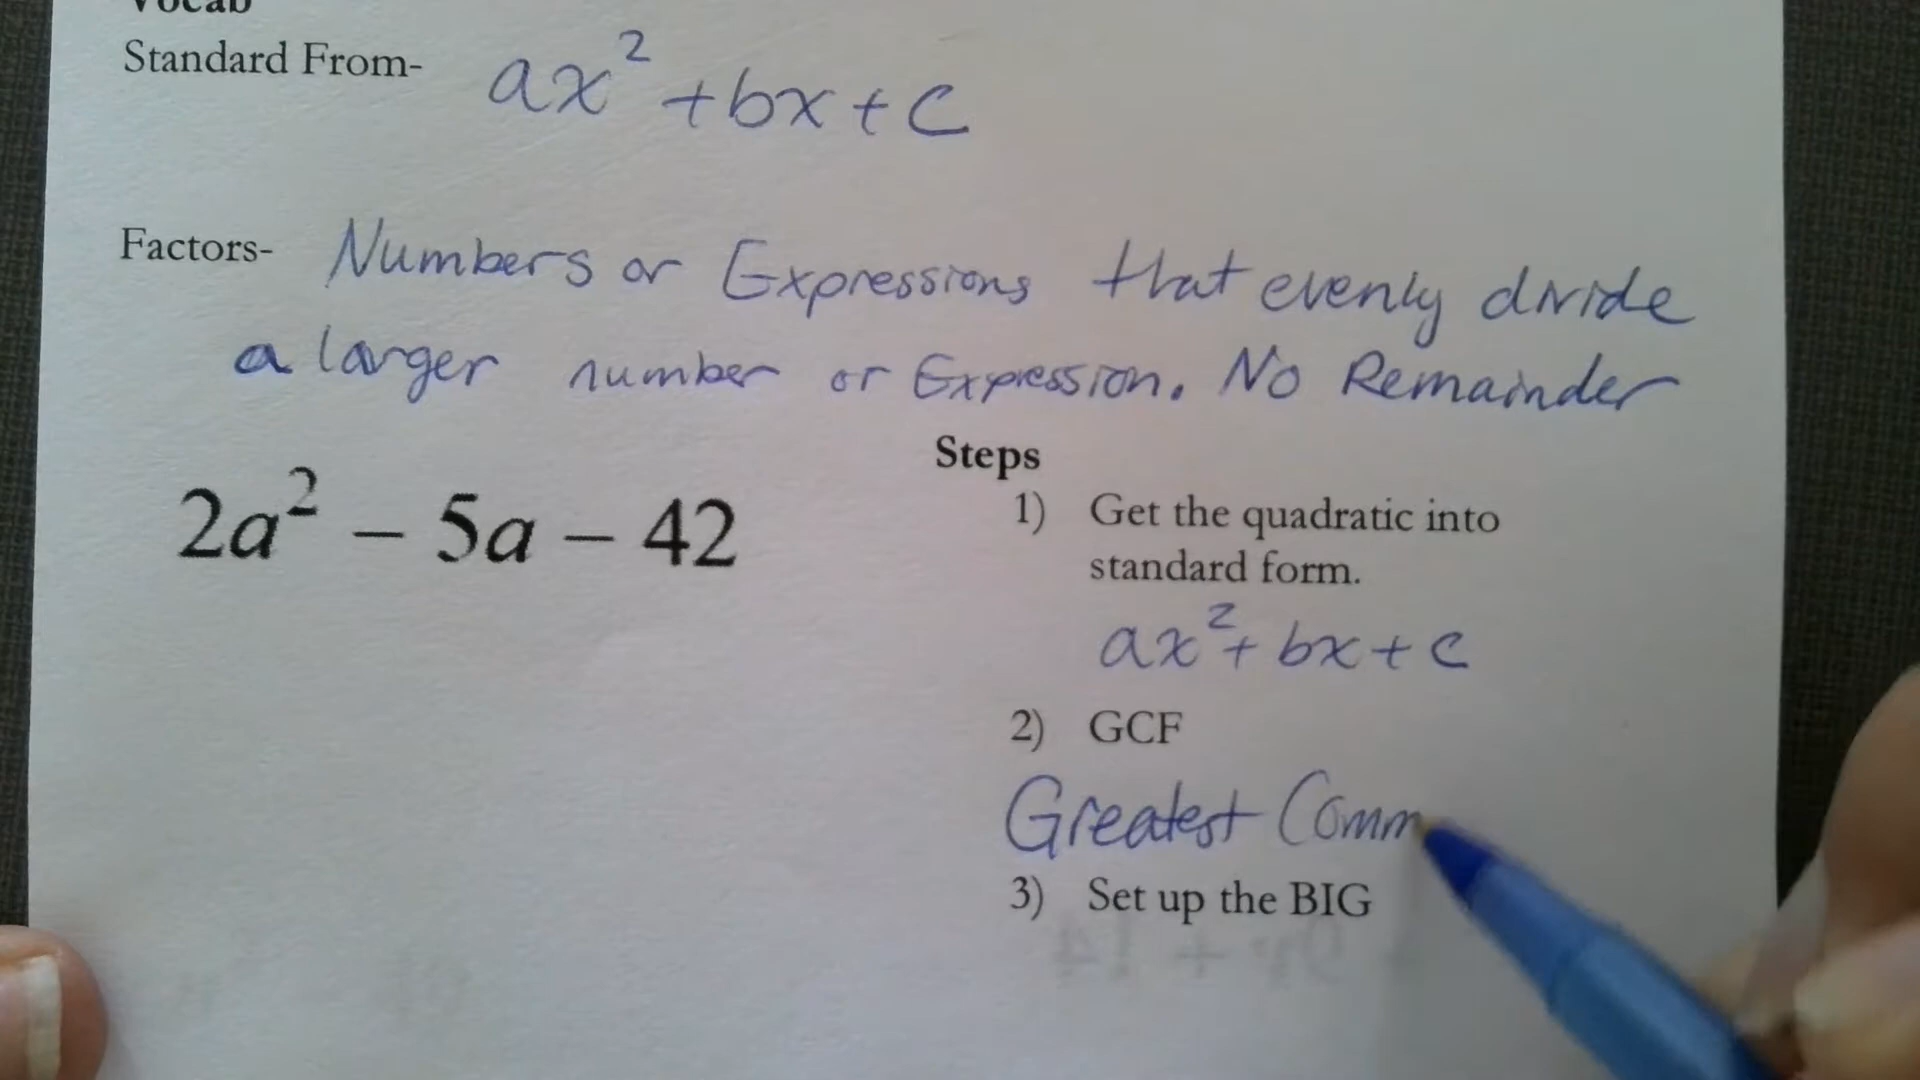 Vocab
Standard From- ax² + bx + c
Factors- Numbers or Expressions that evenly divide
a larger number or Expression. No Remainder
2a² – 5a – 42
Steps
1) Get the quadratic into
standard form.
ax² + bx + c
2) GCF
Greatest Comm
3) Set up the BIG